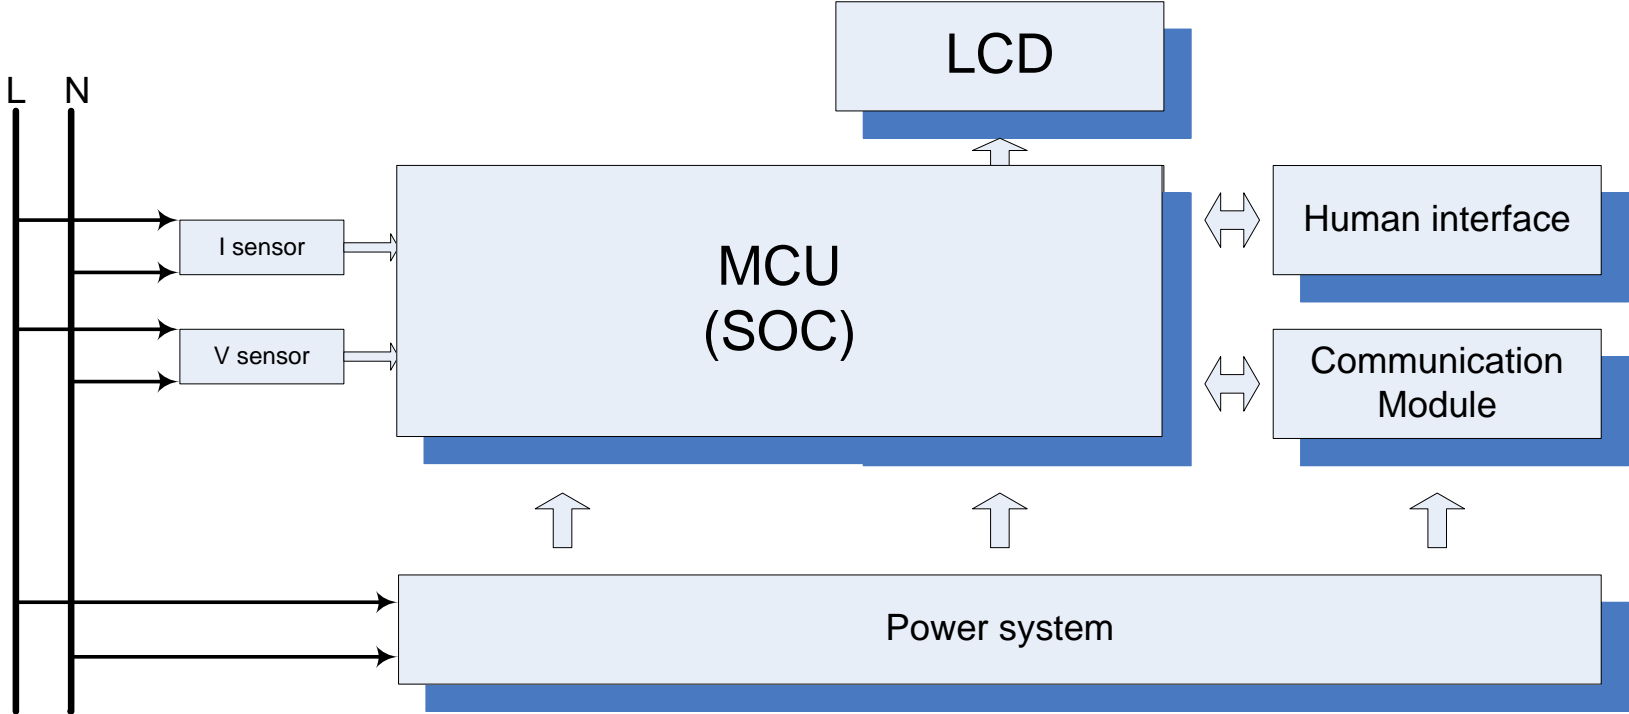 LCD
L N
I sensor
V sensor
MCU
(SOC)
Human interface
Communication
Module
Power system